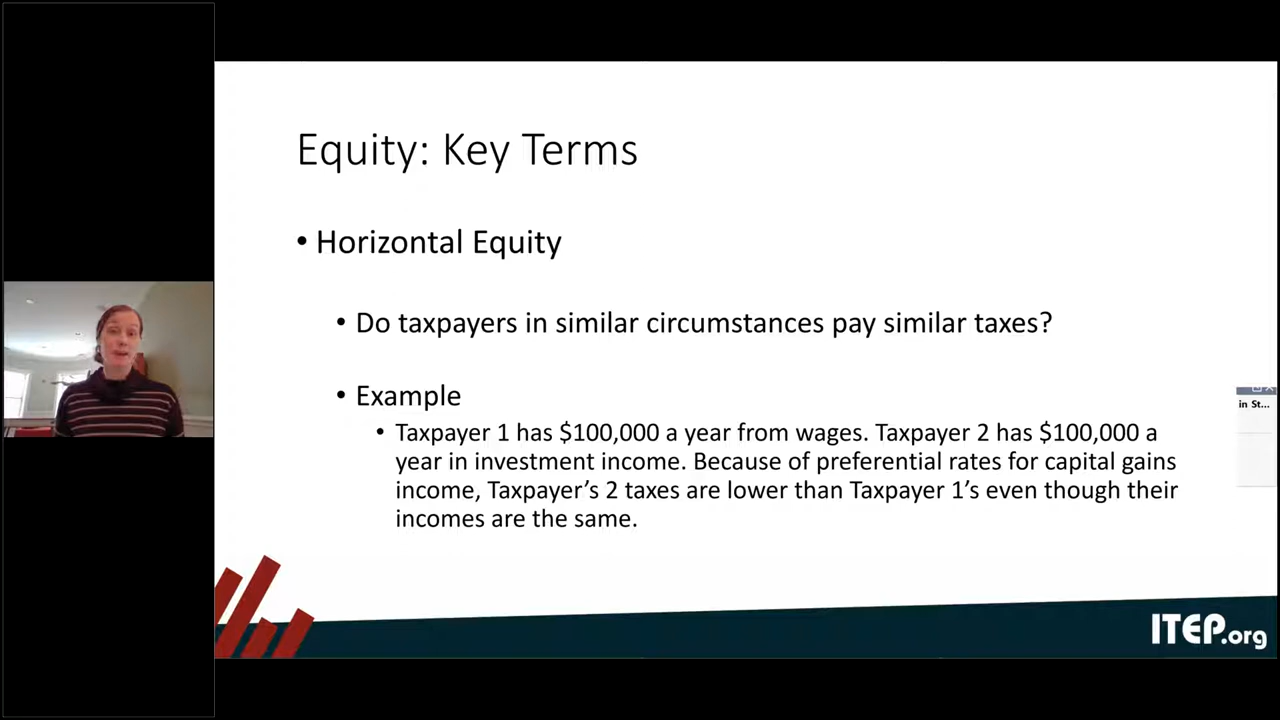 Equity: Key Terms
• Horizontal Equity
• Do taxpayers in similar circumstances pay similar taxes?
• Example
• Taxpayer 1 has $100,000 a year from wages. Taxpayer 2 has $100,000 a
year in investment income. Because of preferential rates for capital gains
income, Taxpayer’s 2 taxes are lower than Taxpayer 1’s even though their
incomes are the same.
in St...
ITEP.org